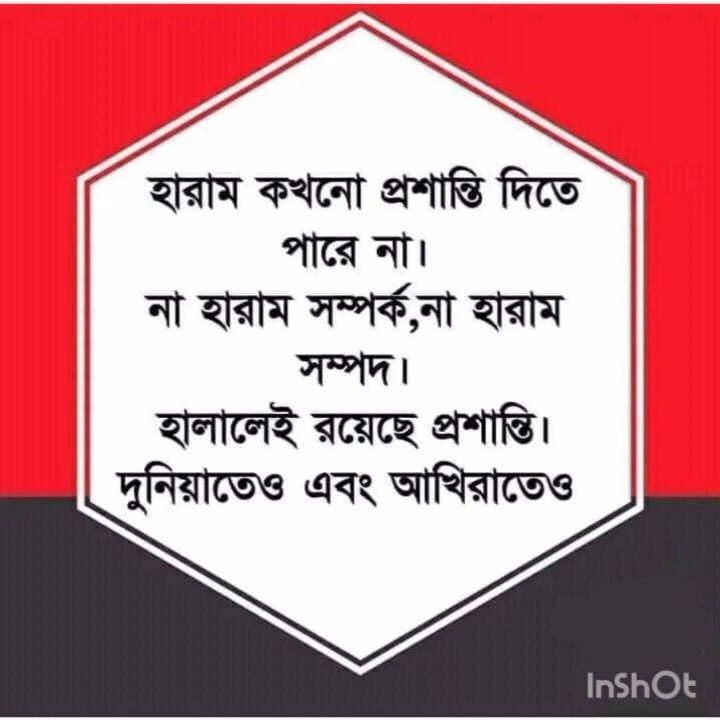 হারাম কখনো প্রশান্তি দিতে
পারে না।
না হারাম সম্পর্ক,না হারাম
সম্পদ।
হালালেই রয়েছে প্রশান্তি।
দুনিয়াতেও এবং আখিরাতেও
InShOt